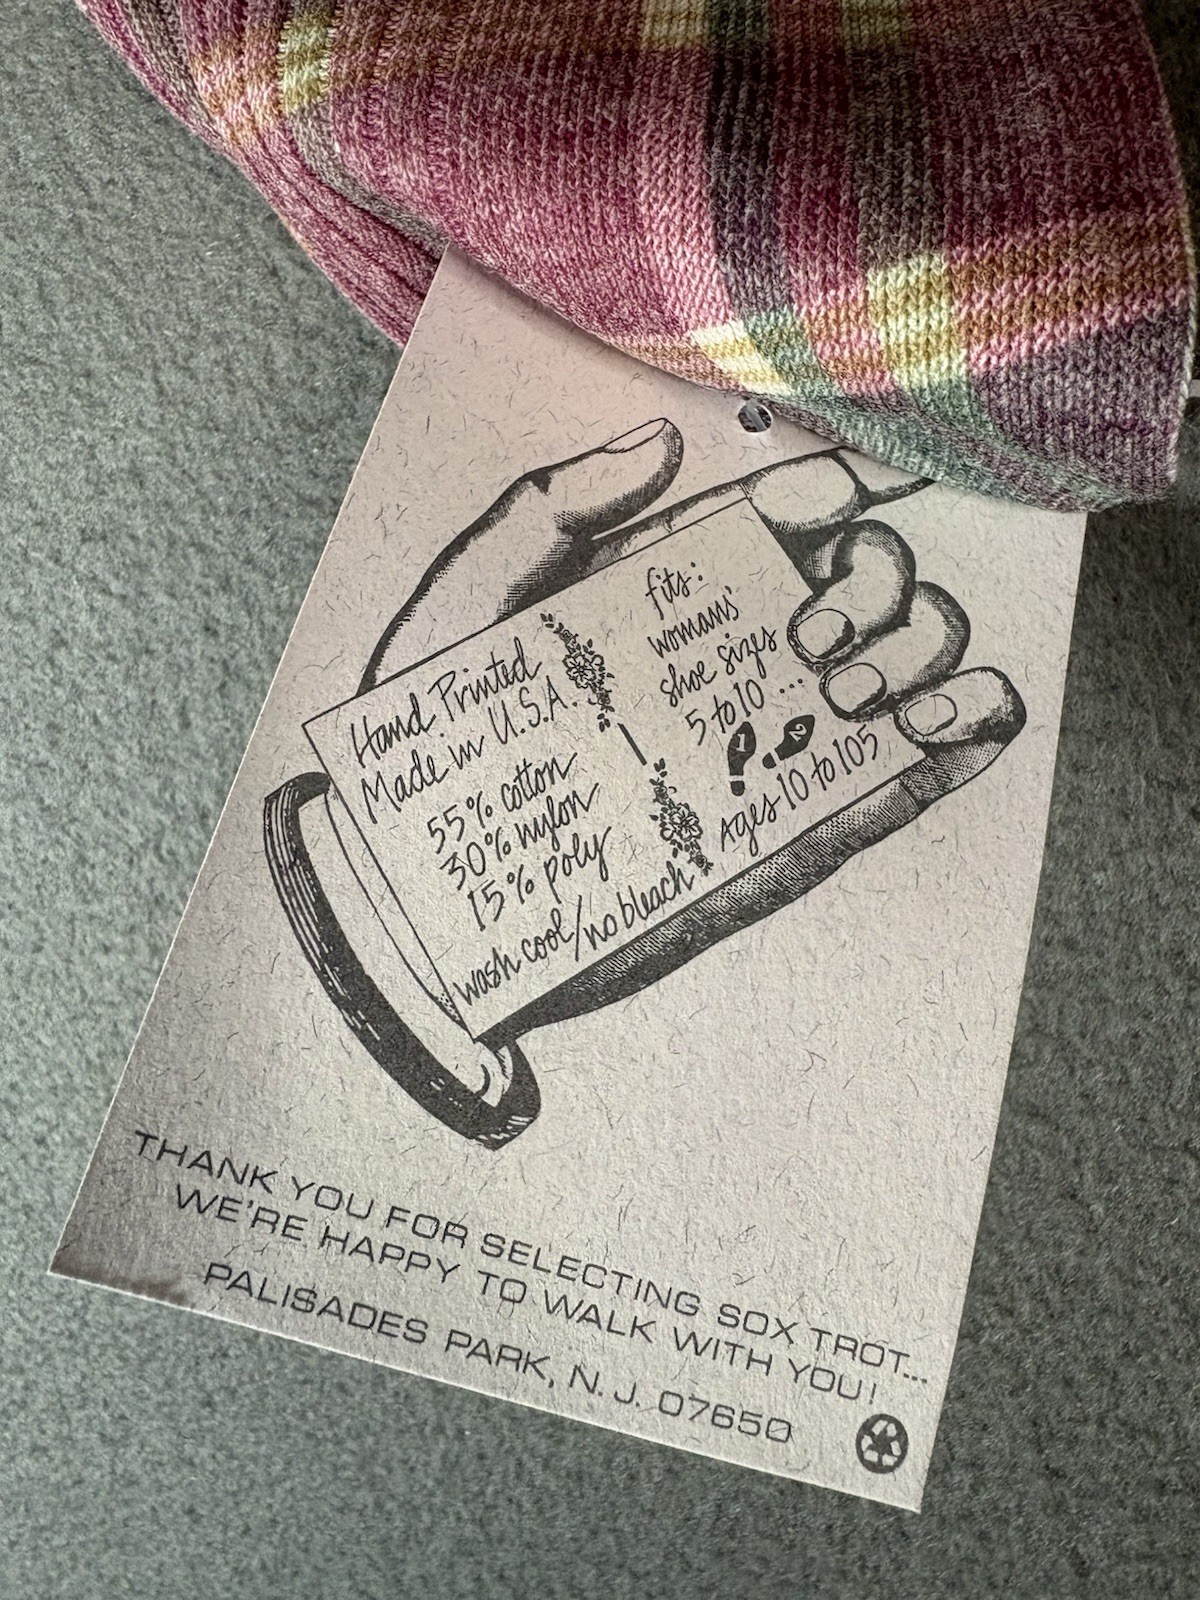 Hand Printed
Made in U.S.A.
55% cotton
30% nylon
15% poly
wash cool/no bleach
fits:
womans'
shoe sizes
5 to 10 ...
1 2
Ages 10 to 105
THANK YOU FOR SELECTING SOX TROT...
WE'RE HAPPY TO WALK WITH YOU!
PALISADES PARK, N.J. 07650